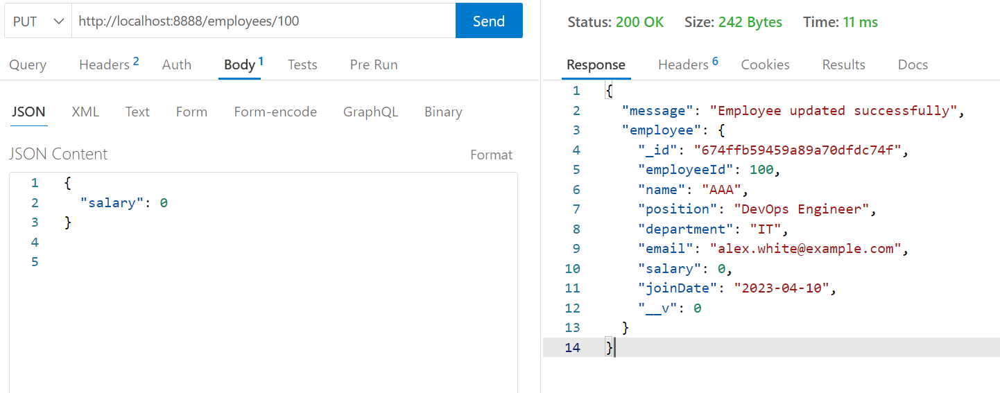 PUT http://localhost:8888/employees/100 Send
Query Headers 2 Auth Body 1 Tests Pre Run
JSON XML Text Form Form-encode GraphQL Binary
JSON Content Format
1 {
2   "salary": 0
3 }
4
5
Status: 200 OK Size: 242 Bytes Time: 11 ms
Response Headers 6 Cookies Results Docs
1 {
2   "message": "Employee updated successfully",
3   "employee": {
4     "_id": "674ffb59459a89a70dfdc74f",
5     "employeeId": 100,
6     "name": "AAA",
7     "position": "DevOps Engineer",
8     "department": "IT",
9     "email": "alex.white@example.com",
10     "salary": 0,
11     "joinDate": "2023-04-10",
12     "__v": 0
13   }
14 }